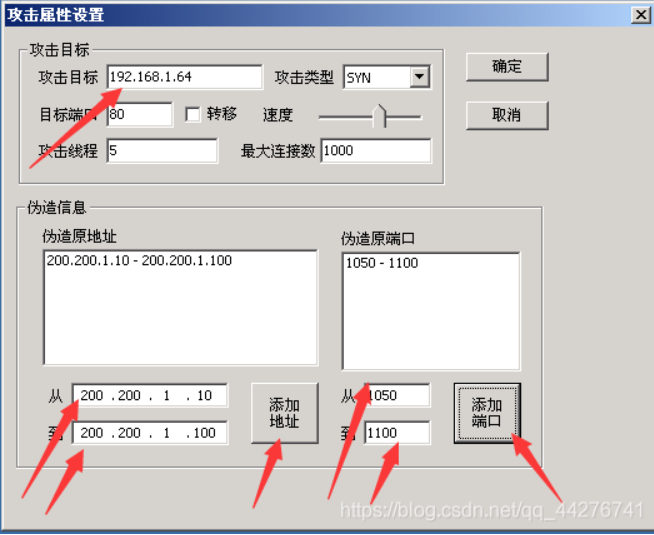 攻击属性设置
攻击目标
攻击目标 192.168.1.64 攻击类型 SYN 确定
目标端口 80 转移 速度 取消
攻击线程 5 最大连接数 1000
伪造信息
伪造原地址 伪造原端口
200.200.1.10 - 200.200.1.100 1050 - 1100
从 200 .200 . 1 . 10 添加地址 从 1050 添加端口
到 200 .200 . 1 .100 到 1100
https://blog.csdn.net/qq_44276741